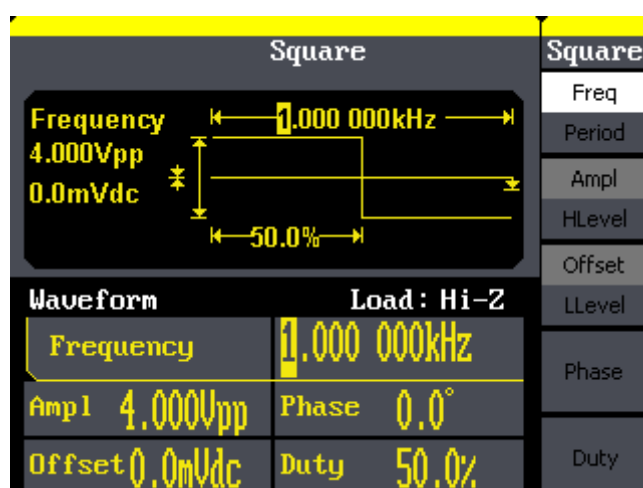 Square
Frequency 1.000 000kHz
4.000Vpp
0.0mVdc
50.0%
Waveform Load: Hi-Z
Frequency 1.000 000kHz
Ampl 4.000Vpp Phase 0.0°
Offset 0.0mVdc Duty 50.0%
Square
Freq
Period
Ampl
HLevel
Offset
LLevel
Phase
Duty